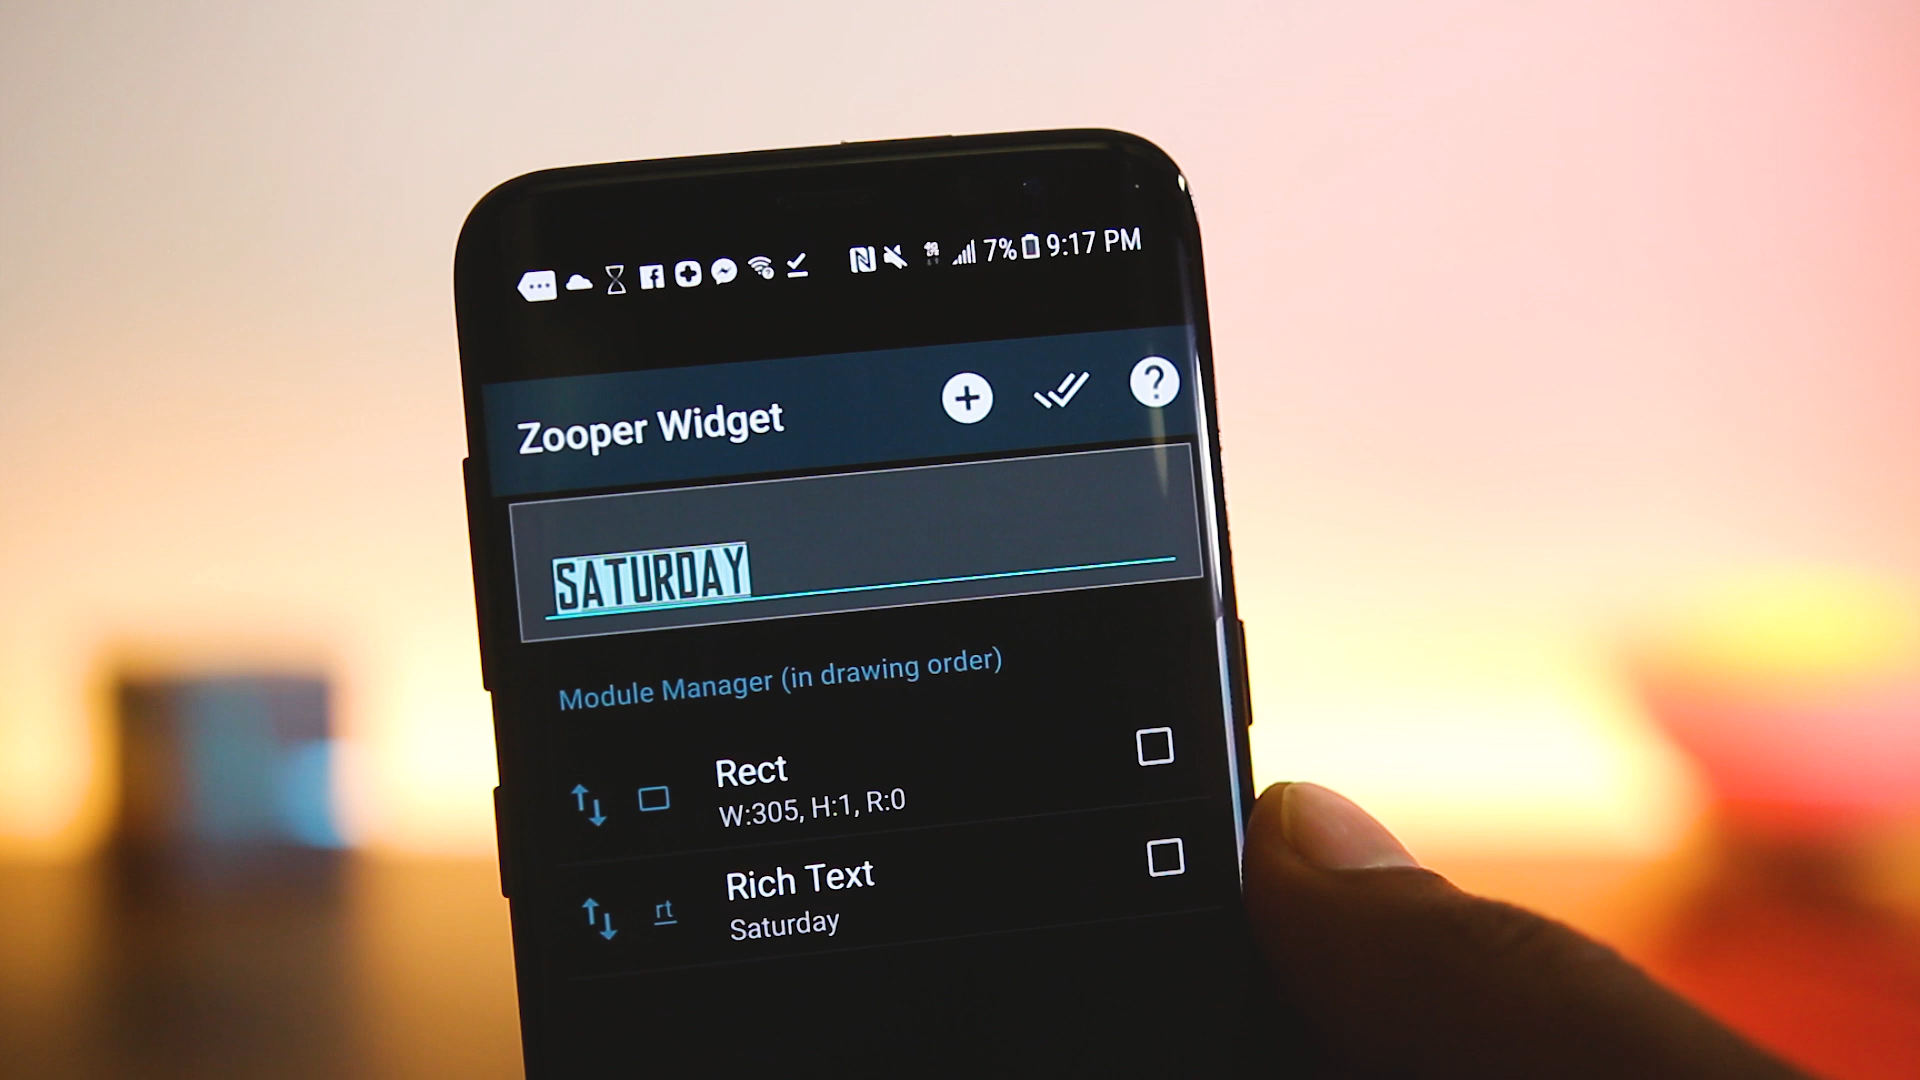 7% 9:17 PM
Zooper Widget
SATURDAY
Module Manager (in drawing order)
Rect
W:305, H:1, R:0
rt
Rich Text
Saturday